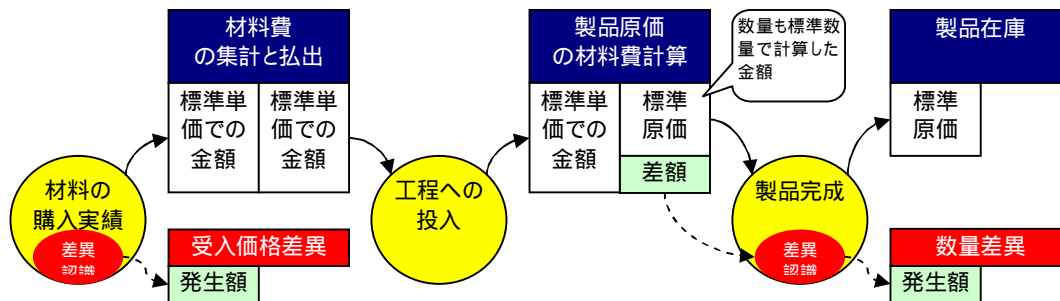 材料費
の集計と払出
標準単
価での
金額
標準単
価での
金額
材料の
購入実績
差異
認識
受入価格差異
発生額
工程への
投入
製品原価
の材料費計算
標準単
価での
金額
標準
原価
差額
数量も標準数
量で計算した
金額
製品完成
差異
認識
製品在庫
標準
原価
数量差異
発生額